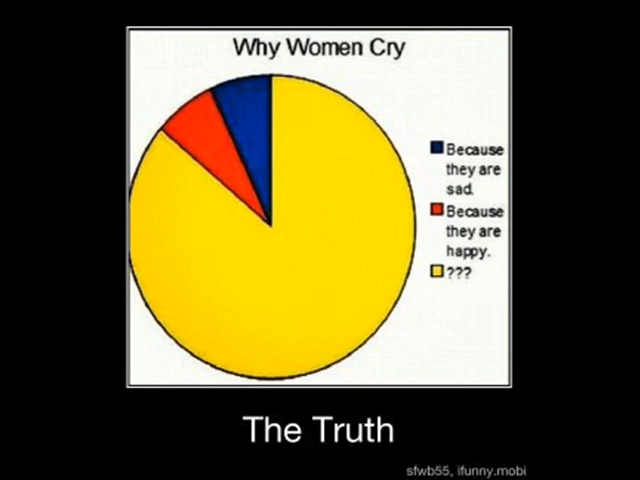 Why Women Cry
Because
they are
sad.
Because
they are
happy.
???
The Truth
sfwb55, ifunny.mobi